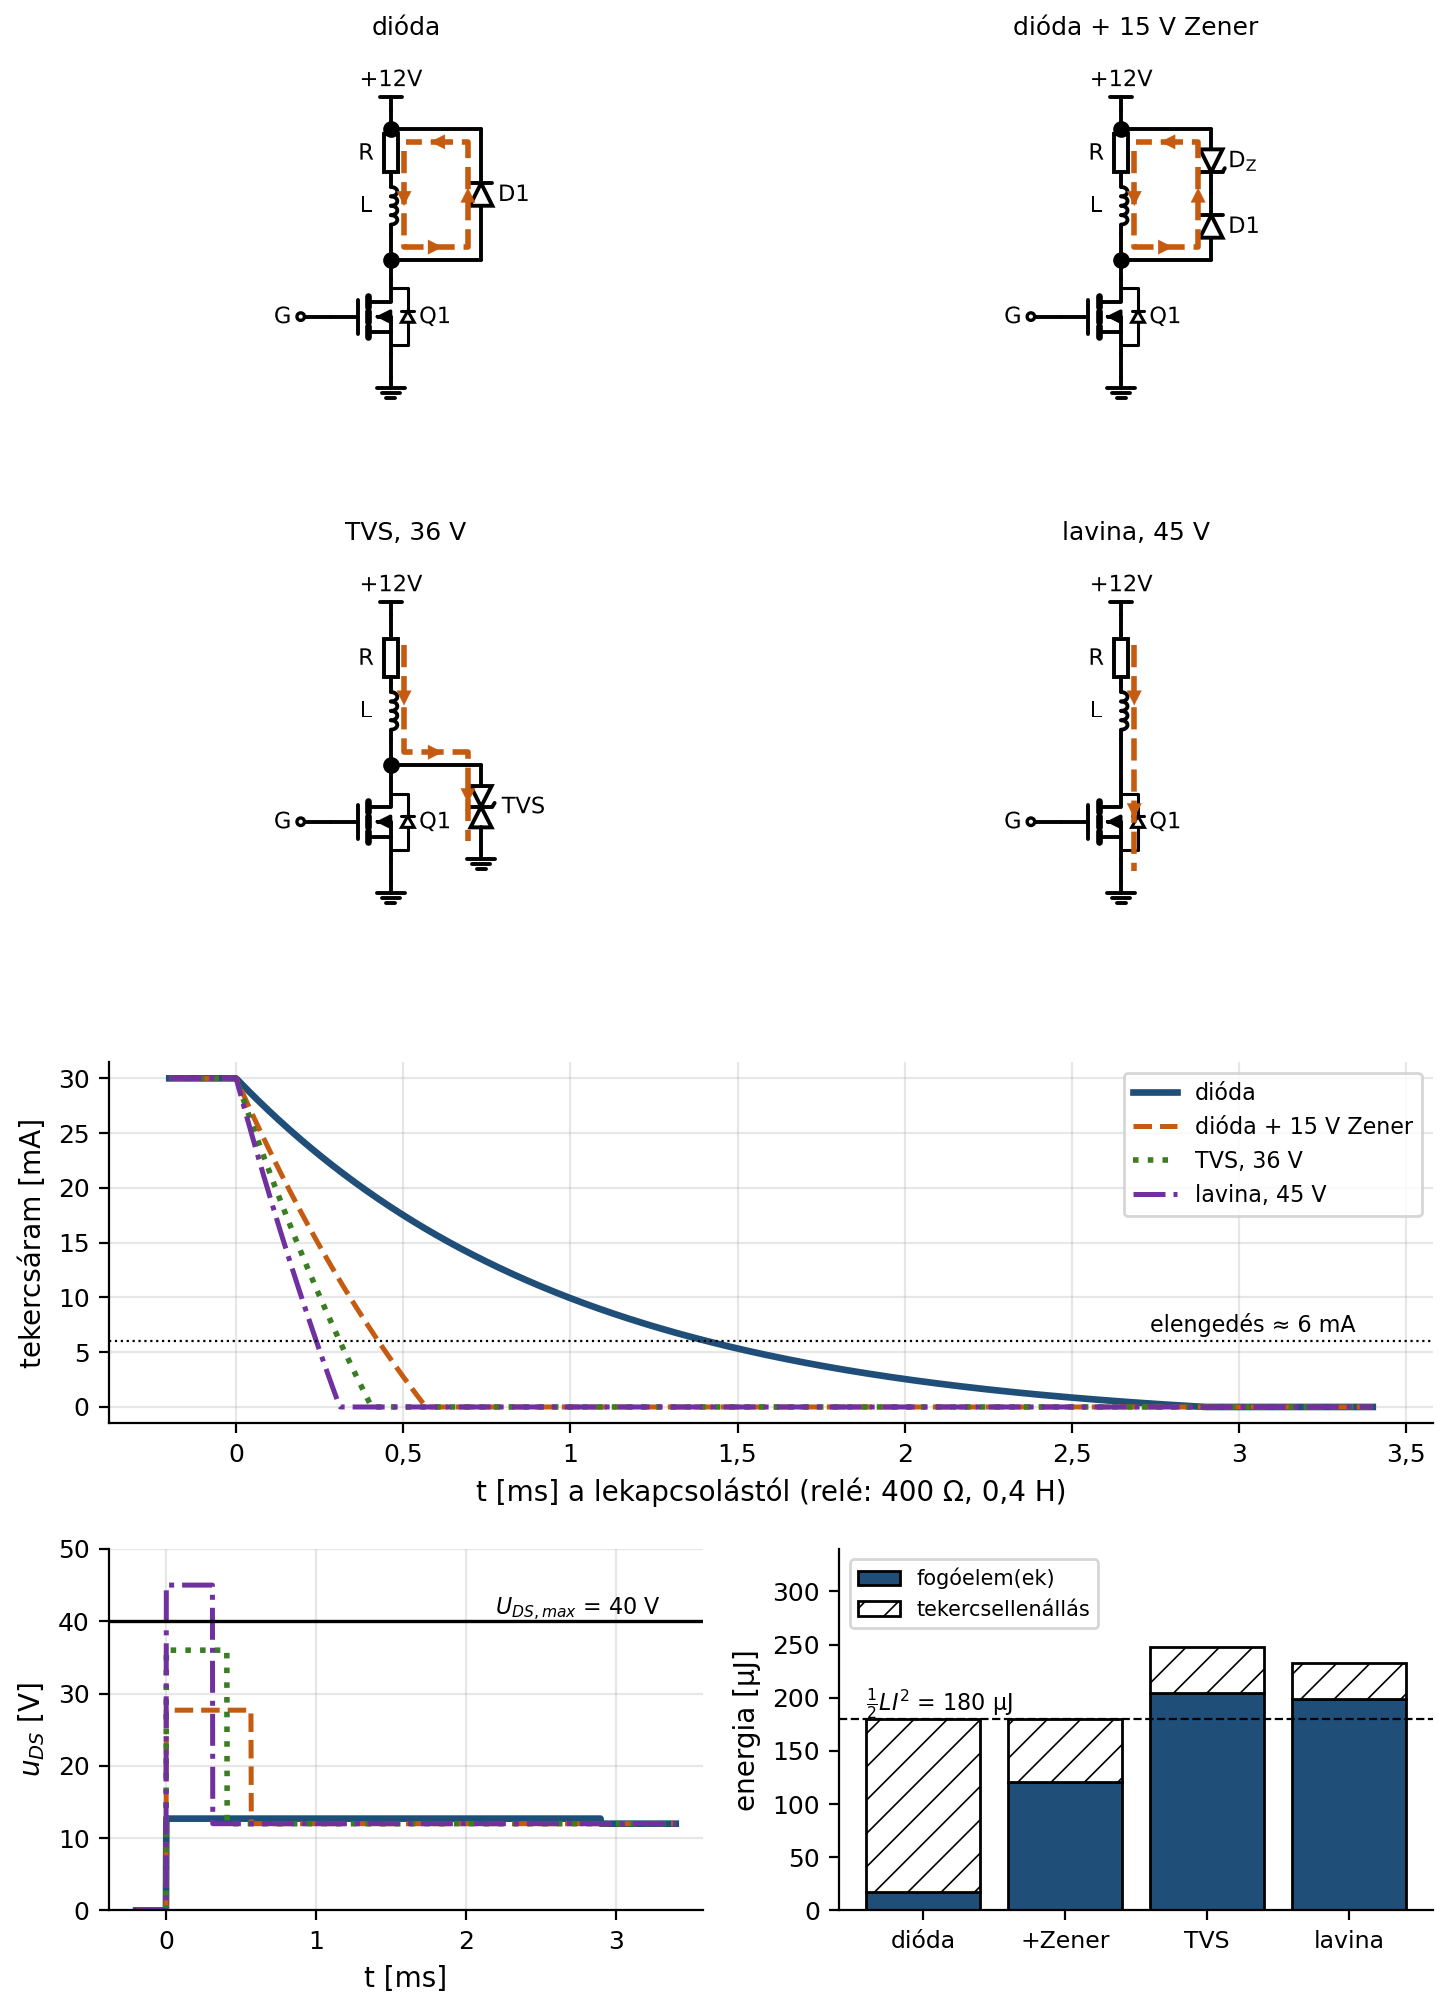 dióda
+12V
R
L
D1
G
Q1
dióda + 15 V Zener
+12V
R
L
D_Z
D1
G
Q1
TVS, 36 V
+12V
R
L
G
Q1
TVS
lavina, 45 V
+12V
R
L
G
Q1
tekercsáram [mA]
30
25
20
15
10
5
0
dióda
dióda + 15 V Zener
TVS, 36 V
lavina, 45 V
elengedés ≈ 6 mA
0
0,5
1
1,5
2
2,5
3
3,5
t [ms] a lekapcsolástól (relé: 400 Ω, 0,4 H)
u_DS [V]
50
40
30
20
10
0
U_DS,max = 40 V
0
1
2
3
t [ms]
energia [µJ]
300
250
200
150
100
50
0
fogóelem(ek)
tekercsellenállás
½LI² = 180 µJ
dióda
+Zener
TVS
lavina